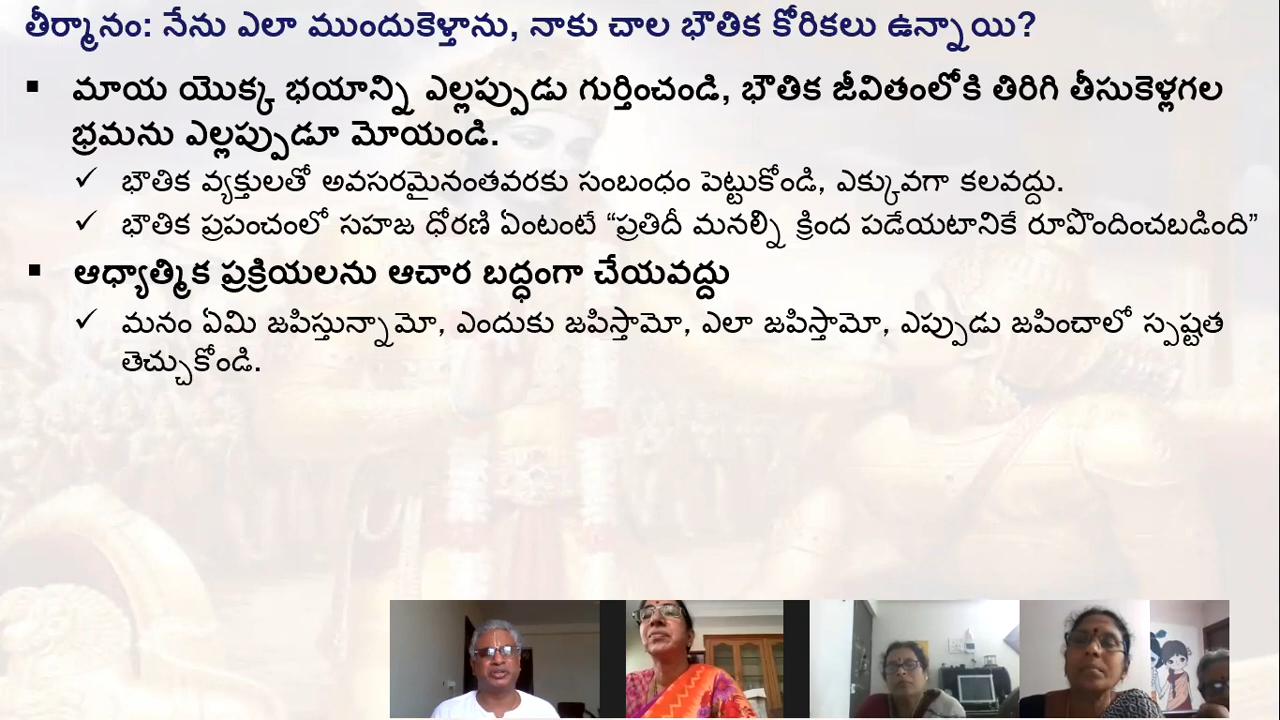 తీర్మానం: నేను ఎలా ముందుకెళ్తాను, నాకు చాల భౌతిక కోరికలు ఉన్నాయి?
▪ మాయ యొక్క భయాన్ని ఎల్లప్పుడు గుర్తించండి, భౌతిక జీవితంలోకి తిరిగి తీసుకెళ్లగల
భ్రమను ఎల్లప్పుడూ మోయండి.
✓ భౌతిక వ్యక్తులతో అవసరమైనంతవరకు సంబంధం పెట్టుకోండి, ఎక్కువగా కలవద్దు.
✓ భౌతిక ప్రపంచంలో సహజ ధోరణి ఏంటంటే “ప్రతిదీ మనల్ని క్రింద పడేయటానికే రూపొందించబడింది”
▪ ఆధ్యాత్మిక ప్రక్రియలను ఆచార బద్ధంగా చేయవద్దు
✓ మనం ఏమి జపిస్తున్నామో, ఎందుకు జపిస్తామో, ఎలా జపిస్తామో, ఎప్పుడు జపించాలో స్పష్టత
తెచ్చుకోండి.